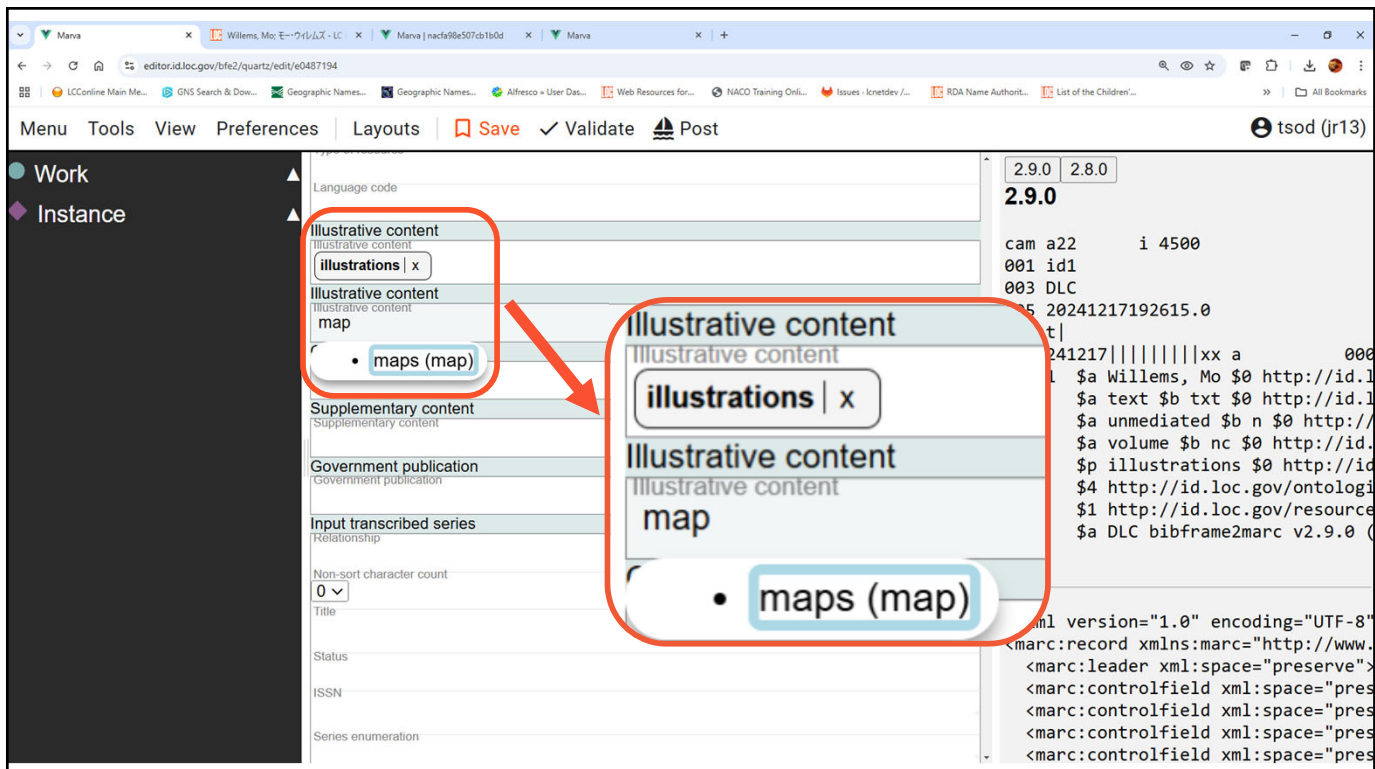 Marva
Willems, Mo; モー・ウィレムズ - LC
Marva | nacfa98e507cb1b0d
Marva
editor.id.loc.gov/bfe2/quartz/edit/e0487194
LCConline Main Me...
GNS Search & Dow...
Geographic Names...
Geographic Names...
Alfresco » User Das...
Web Resources for...
NACO Training Onli...
Issues · lcnetdev /...
RDA Name Authorit...
List of the Children'...
All Bookmarks
Menu Tools View Preferences Layouts Save Validate Post tsod (jr13)
Work
Instance
Language code
Illustrative content
Illustrative content
illustrations | x
Illustrative content
Illustrative content
map
• maps (map)
Supplementary content
Supplementary content
Government publication
Government publication
Input transcribed series
Relationship
Non-sort character count
0
Title
Status
ISSN
Series enumeration
Illustrative content
Illustrative content
illustrations | x
Illustrative content
Illustrative content
map
• maps (map)
2.9.0 2.8.0
2.9.0
cam a22 i 4500
001 id1
003 DLC
20241217192615.0
t|
241217|||||||||xx a 000
$a Willems, Mo $0 http://id.l
$a text $b txt $0 http://id.l
$a unmediated $b n $0 http://
$a volume $b nc $0 http://id.
$p illustrations $0 http://id
$4 http://id.loc.gov/ontologi
$1 http://id.loc.gov/resource
$a DLC bibframe2marc v2.9.0 (
ml version="1.0" encoding="UTF-8"
<marc:record xmlns:marc="http://www.
<marc:leader xml:space="preserve">
<marc:controlfield xml:space="pres
<marc:controlfield xml:space="pres
<marc:controlfield xml:space="pres
<marc:controlfield xml:space="pres